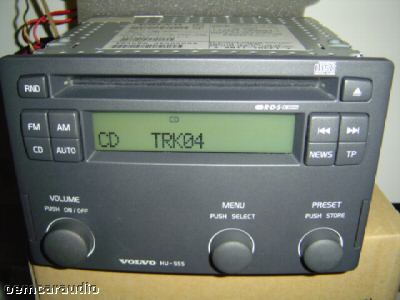 RND
FM
AM
CD
AUTO
CD
CD TRK04
NEWS
TP
VOLUME
PUSH ON/OFF
MENU
PUSH SELECT
PRESET
PUSH STORE
VOLVO HU-555
oemcaraudio